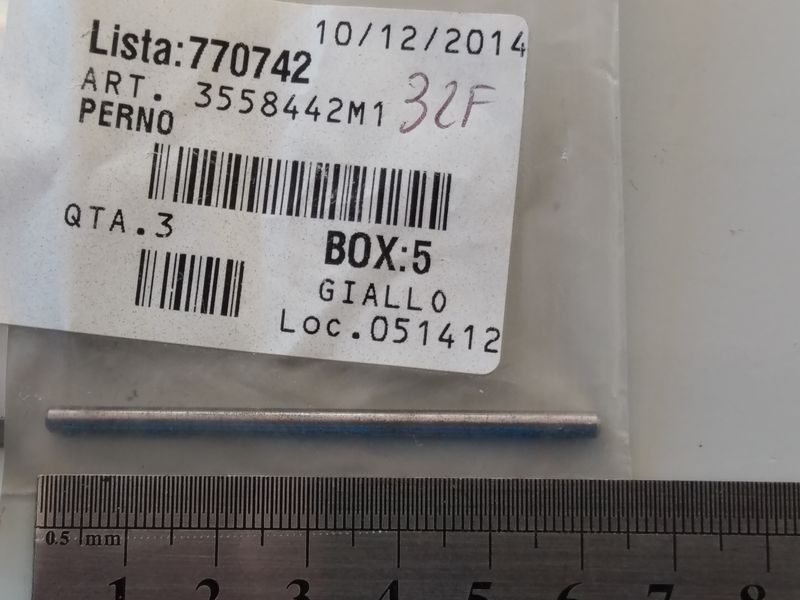 10/12/2014
Lista:770742
ART. 3558442M1 32F
PERNO
QTA.3
BOX:5
GIALLO
Loc.051412
0.5 mm
1 2 3 4 5 6 7 8